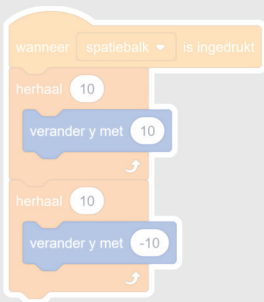 wanneer spatiebalk is ingedrukt
herhaal 10
verander y met 10
herhaal 10
verander y met -10